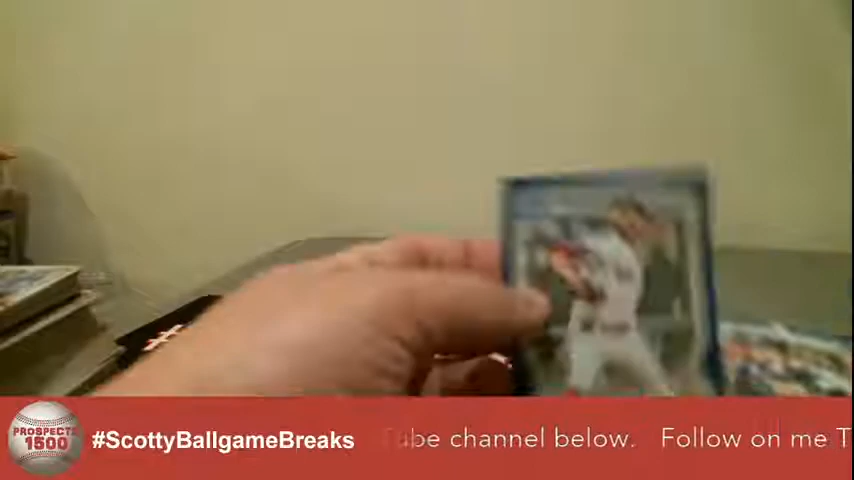 PROSPECTS
1500
#ScottyBallgameBreaks
be channel below. Follow on me T